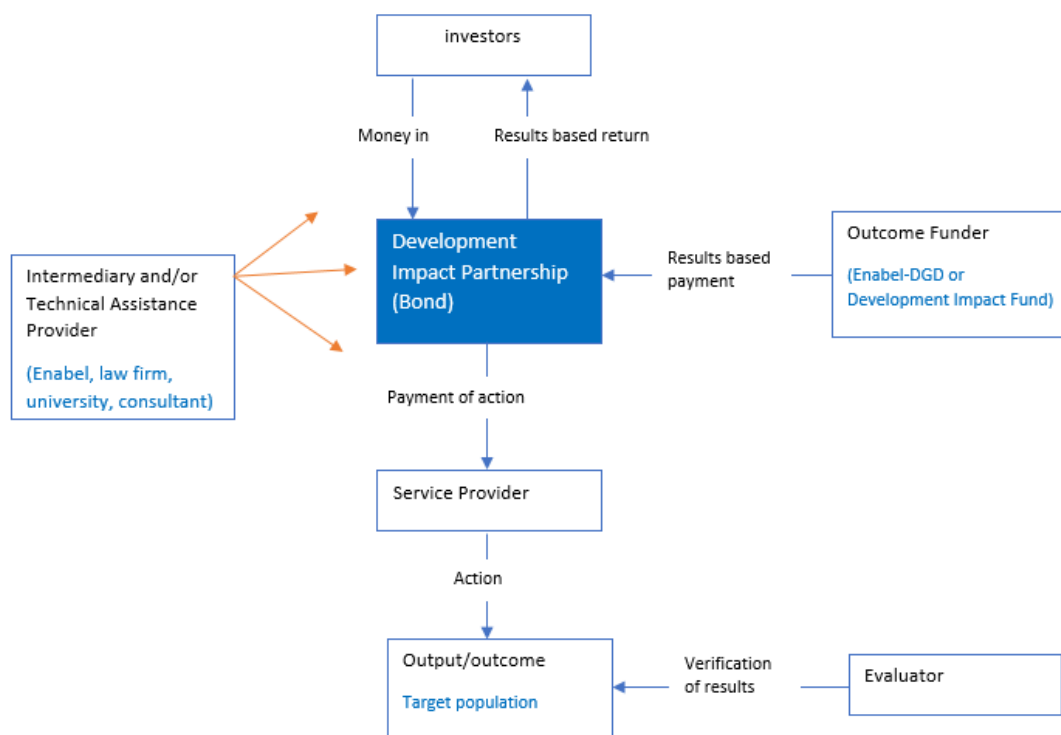 investors
Money in
Results based return
Development
Impact Partnership
(Bond)
Outcome Funder
(Enabel-DGD or
Development Impact Fund)
Results based
payment
Intermediary and/or
Technical Assistance
Provider
(Enabel, law firm,
university, consultant)
Payment of action
Service Provider
Action
Output/outcome
Target population
Verification
of results
Evaluator